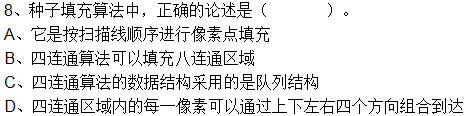 8、种子填充算法中，正确的论述是（          ）。
A、它是按扫描线顺序进行像素点填充
B、四连通算法可以填充八连通区域
C、四连通算法的数据结构采用的是队列结构
D、四连通区域内的每一像素可以通过上下左右四个方向组合到达